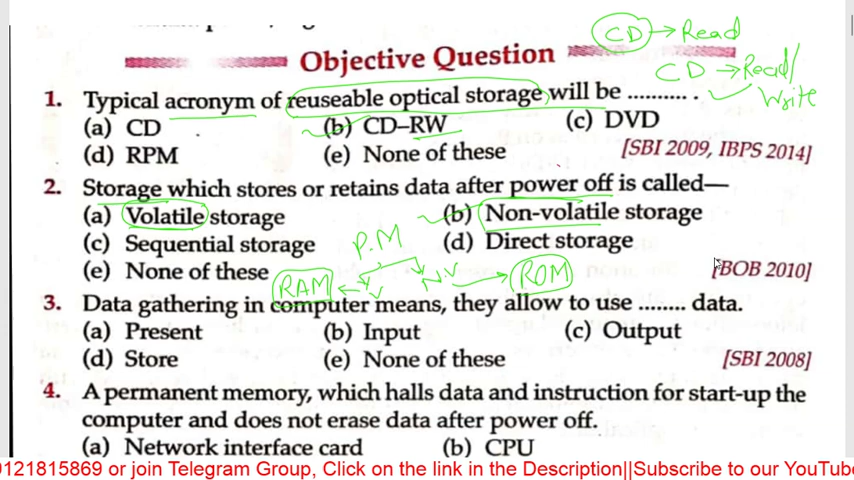 CD → Read
Objective Question
CD → Read/
Write
1. Typical acronym of reuseable optical storage will be ...........
(a) CD (b) CD–RW (c) DVD
(d) RPM (e) None of these [SBI 2009, IBPS 2014]
2. Storage which stores or retains data after power off is called—
(a) Volatile storage (b) Non-volatile storage
P.M
(c) Sequential storage (d) Direct storage
(e) None of these [BOB 2010]
RAM ← V N.V → ROM
3. Data gathering in computer means, they allow to use ...... data.
(a) Present (b) Input (c) Output
(d) Store (e) None of these [SBI 2008]
4. A permanent memory, which halls data and instruction for start-up the
computer and does not erase data after power off.
(a) Network interface card (b) CPU
9121815869 or join Telegram Group, Click on the link in the Description||Subscribe to our YouTube